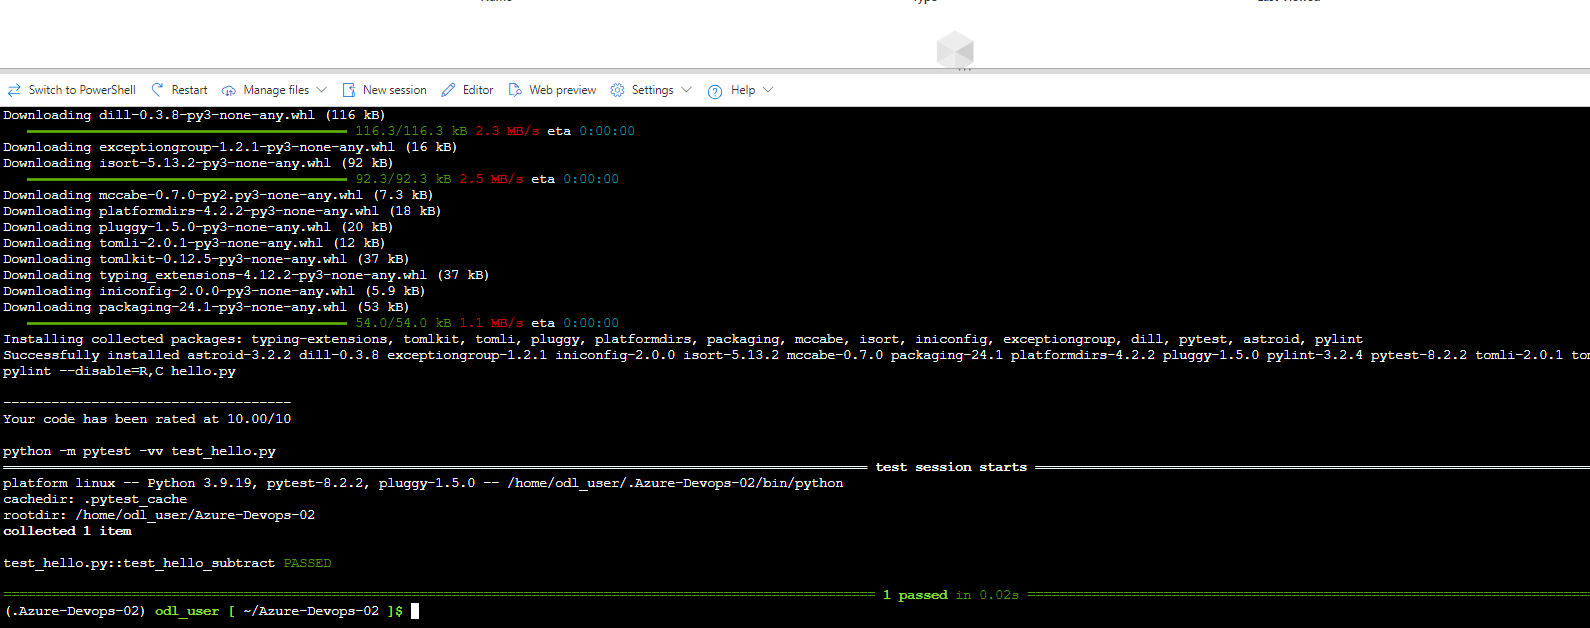 Switch to PowerShell Restart Manage files New session Editor Web preview Settings Help
Downloading dill-0.3.8-py3-none-any.whl (116 kB)
116.3/116.3 kB 2.3 MB/s eta 0:00:00
Downloading exceptiongroup-1.2.1-py3-none-any.whl (16 kB)
Downloading isort-5.13.2-py3-none-any.whl (92 kB)
92.3/92.3 kB 2.5 MB/s eta 0:00:00
Downloading mccabe-0.7.0-py2.py3-none-any.whl (7.3 kB)
Downloading platformdirs-4.2.2-py3-none-any.whl (18 kB)
Downloading pluggy-1.5.0-py3-none-any.whl (20 kB)
Downloading tomli-2.0.1-py3-none-any.whl (12 kB)
Downloading tomlkit-0.12.5-py3-none-any.whl (37 kB)
Downloading typing_extensions-4.12.2-py3-none-any.whl (37 kB)
Downloading iniconfig-2.0.0-py3-none-any.whl (5.9 kB)
Downloading packaging-24.1-py3-none-any.whl (53 kB)
54.0/54.0 kB 1.1 MB/s eta 0:00:00
Installing collected packages: typing-extensions, tomlkit, tomli, pluggy, platformdirs, packaging, mccabe, isort, iniconfig, exceptiongroup, dill, pytest, astroid, pylint
Successfully installed astroid-3.2.2 dill-0.3.8 exceptiongroup-1.2.1 iniconfig-2.0.0 isort-5.13.2 mccabe-0.7.0 packaging-24.1 platformdirs-4.2.2 pluggy-1.5.0 pylint-3.2.4 pytest-8.2.2 tomli-2.0.1
pylint --disable=R,C hello.py
------------------------------------
Your code has been rated at 10.00/10
python -m pytest -vv test_hello.py
test session starts
platform linux -- Python 3.9.19, pytest-8.2.2, pluggy-1.5.0 -- /home/odl_user/.Azure-Devops-02/bin/python
cachedir: .pytest_cache
rootdir: /home/odl_user/Azure-Devops-02
collected 1 item
test_hello.py::test_hello_subtract PASSED
1 passed in 0.02s
(.Azure-Devops-02) odl_user [ ~/Azure-Devops-02 ]$